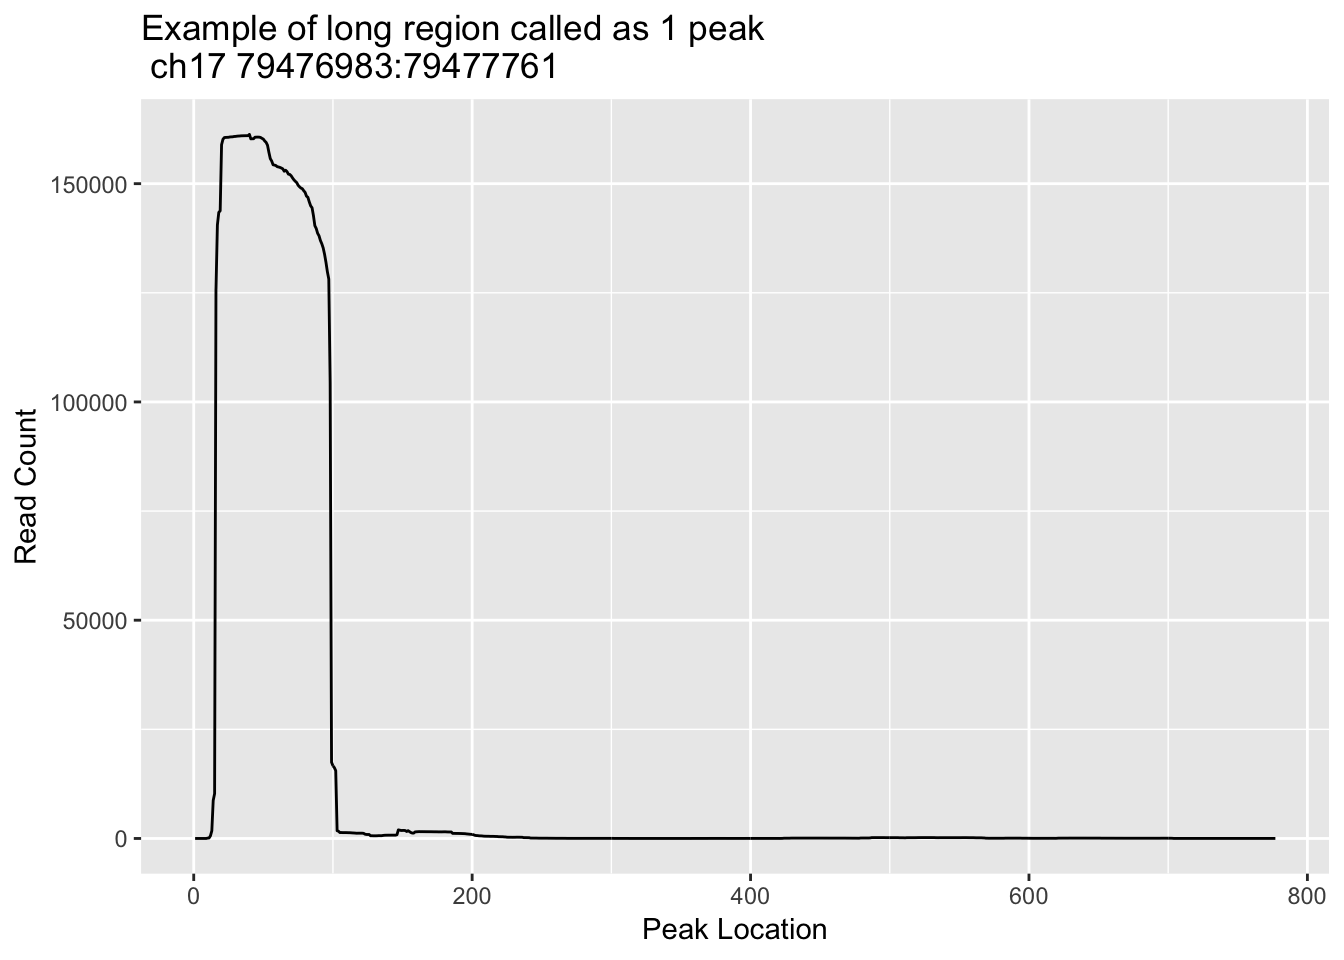 Example of long region called as 1 peak
ch17 79476983:79477761
150000
100000
50000
0
Read Count
0 200 400 600 800
Peak Location